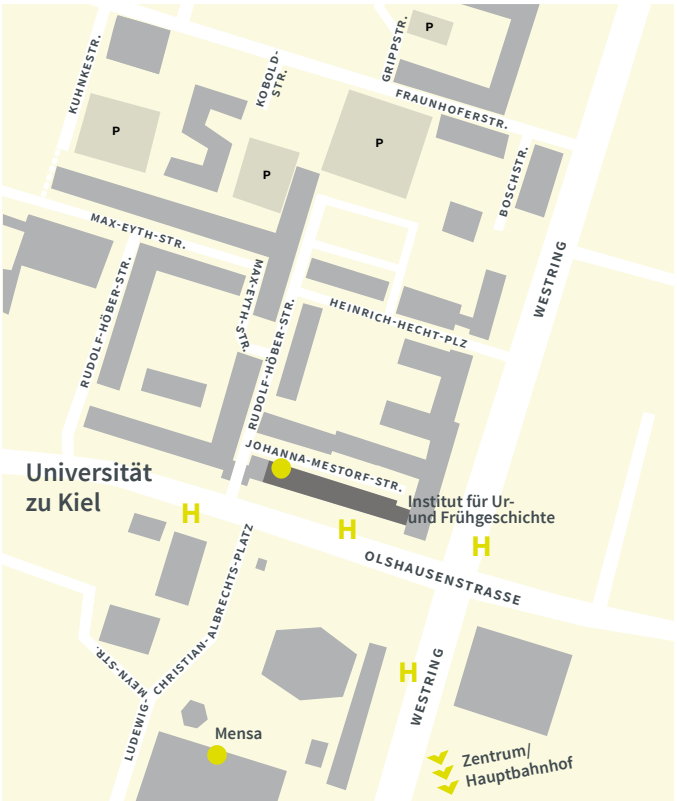 P
KUHNKESTR.
KOBOLD-
STR.
GRIPPSTR.
FRAUNHOFERSTR.
P
P
P
BOSCHSTR.
MAX-EYTH-STR.
WESTRING
RUDOLF-HÖBER-STR.
MAX-EYTH-STR.
RUDOLF-HÖBER-STR.
HEINRICH-HECHT-PLZ
JOHANNA-MESTORF-STR.
Universität
zu Kiel
Institut für Ur-
und Frühgeschichte
H
H
H
OLSHAUSENSTRASSE
LUDEWIG-
MEYN-STR.
CHRISTIAN-ALBRECHTS-PLATZ
H
WESTRING
Mensa
Zentrum/
Hauptbahnhof